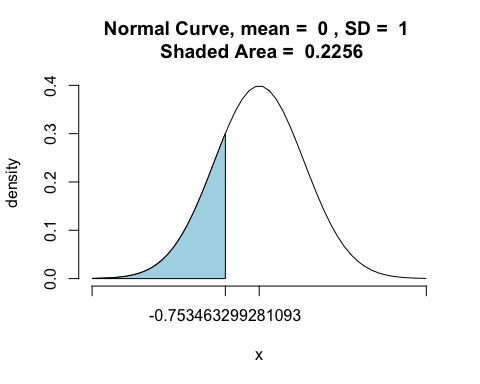 Normal Curve, mean =  0 , SD =  1
Shaded Area =  0.2256
density
0.4
0.3
0.2
0.1
0.0
-0.753463299281093
x